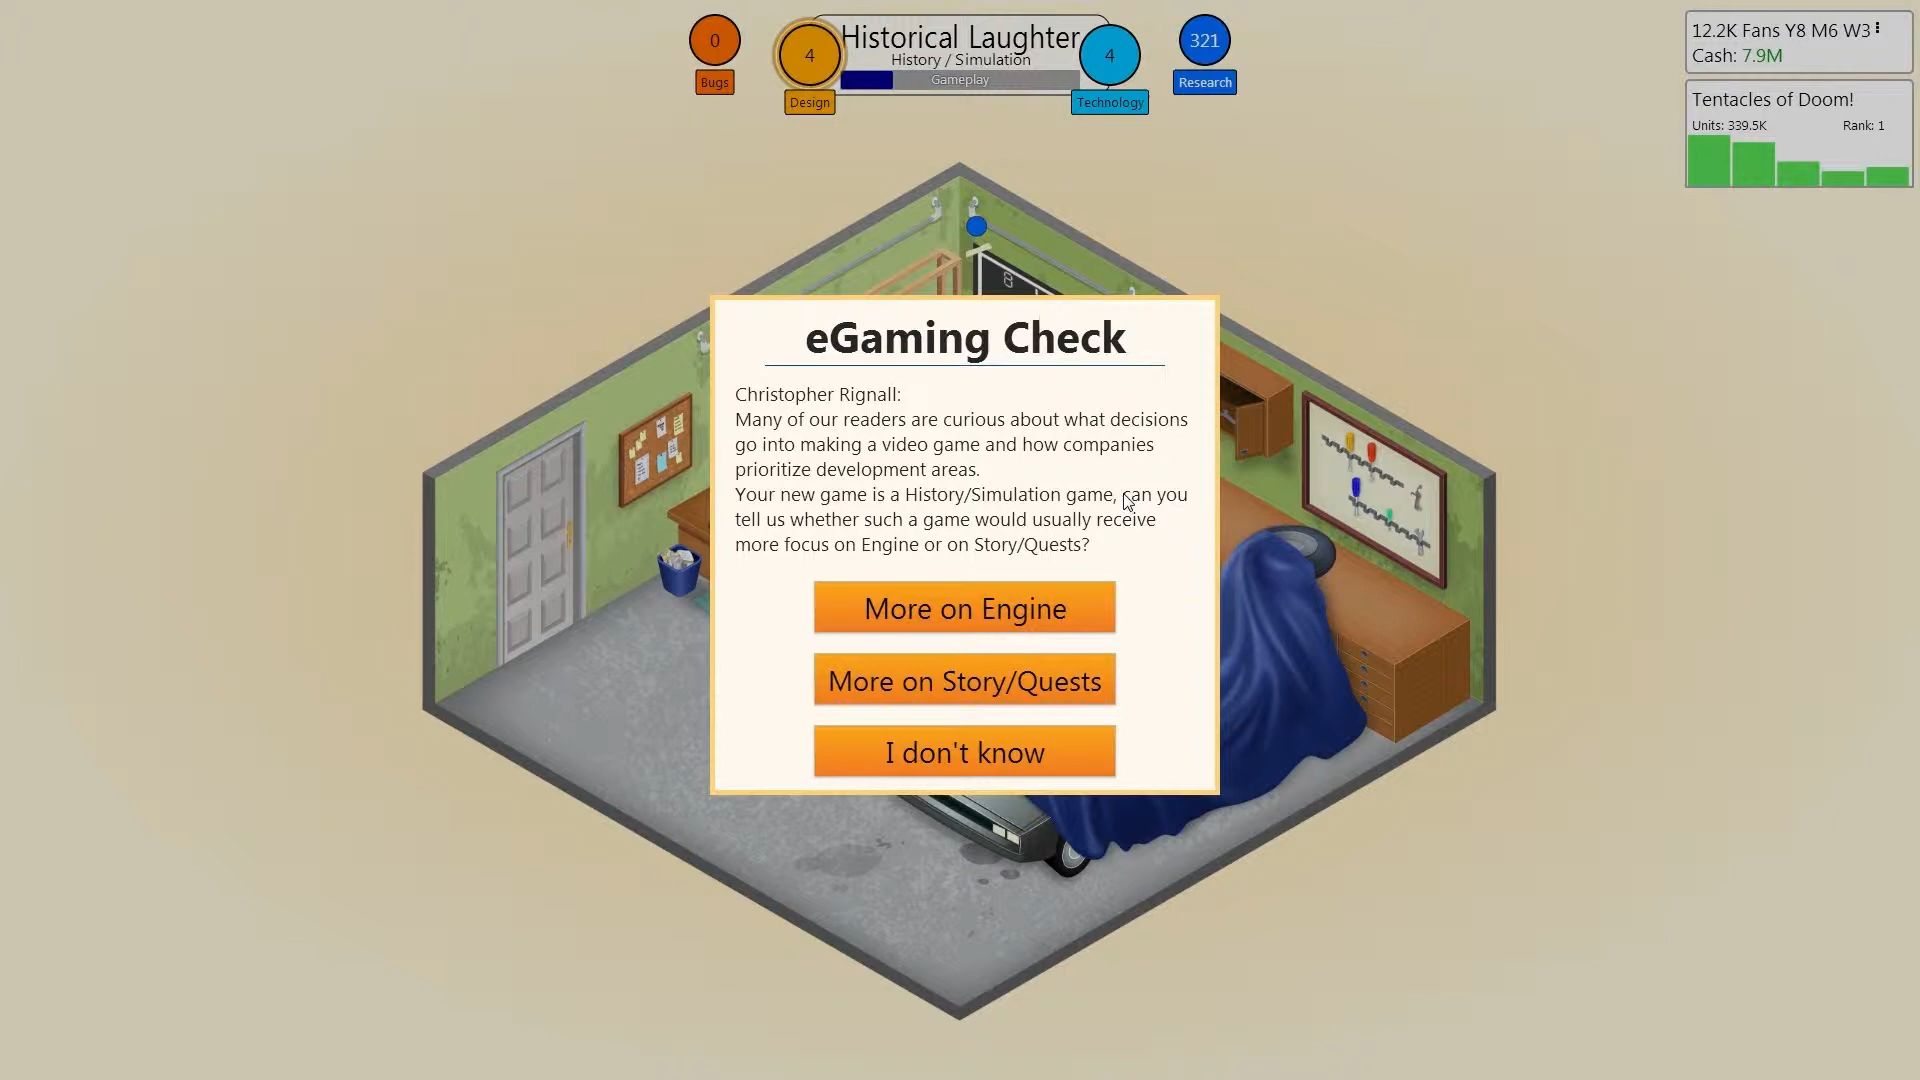 0
Bugs
4
Design
Historical Laughter
History / Simulation
Gameplay
4
Technology
321
Research
12.2K Fans Y8 M6 W3
Cash: 7.9M
Tentacles of Doom!
Units: 339.5K Rank: 1
eGaming Check
Christopher Rignall:
Many of our readers are curious about what decisions
go into making a video game and how companies
prioritize development areas.
Your new game is a History/Simulation game, can you
tell us whether such a game would usually receive
more focus on Engine or on Story/Quests?
More on Engine
More on Story/Quests
I don't know